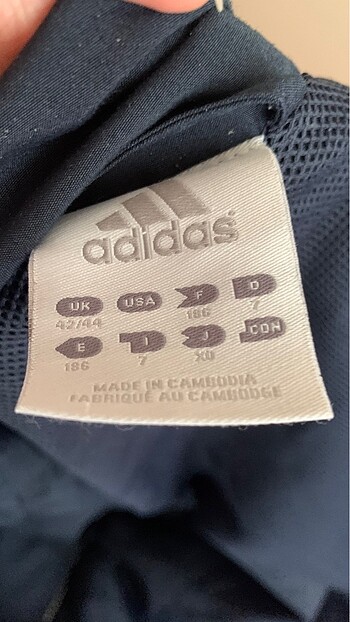 adidas
UK USA F D
42/44 186 7
E I J CON
186 7 XO
MADE IN CAMBODIA
FABRIQUÉ AU CAMBODGE